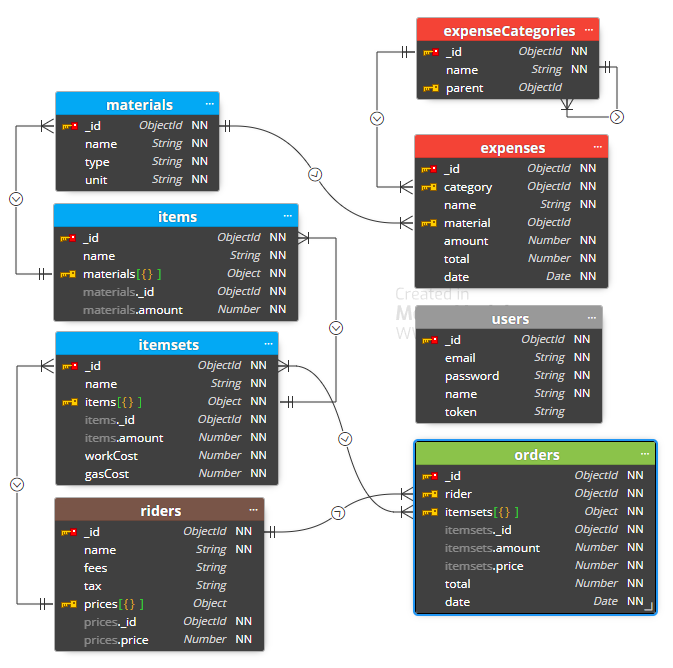 expenseCategories ...
_id ObjectId NN
name String NN
parent ObjectId
materials ...
_id ObjectId NN
name String NN
type String NN
unit String NN
expenses ...
_id ObjectId NN
category ObjectId NN
name String NN
material ObjectId
amount Number NN
total Number NN
date Date NN
items ...
_id ObjectId NN
name String NN
materials[{} ] Object NN
materials._id ObjectId NN
materials.amount Number NN
Created in
users ...
_id ObjectId NN
email String NN
password String NN
name String NN
token String
itemsets ...
_id ObjectId NN
name String NN
items[{} ] Object NN
items._id ObjectId NN
items.amount Number NN
workCost Number NN
gasCost Number NN
orders ...
_id ObjectId NN
rider ObjectId NN
itemsets[{} ] Object NN
itemsets._id ObjectId NN
itemsets.amount Number NN
itemsets.price Number NN
total Number NN
date Date NN
riders ...
_id ObjectId NN
name String NN
fees String
tax String
prices[{} ] Object
prices._id ObjectId NN
prices.price Number NN